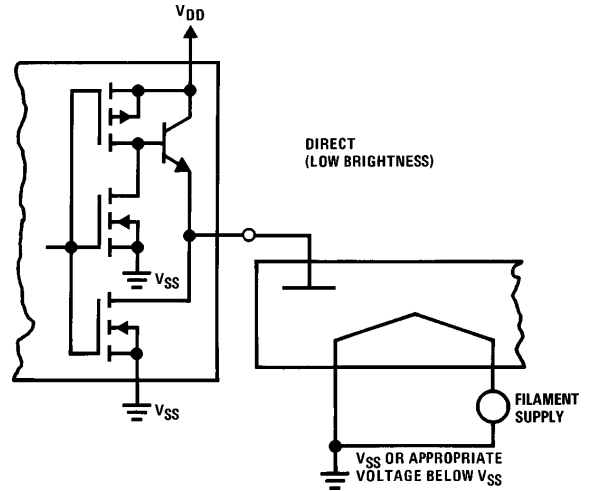 VDD
DIRECT
(LOW BRIGHTNESS)
VSS
VSS
FILAMENT
SUPPLY
VSS OR APPROPRIATE
VOLTAGE BELOW VSS